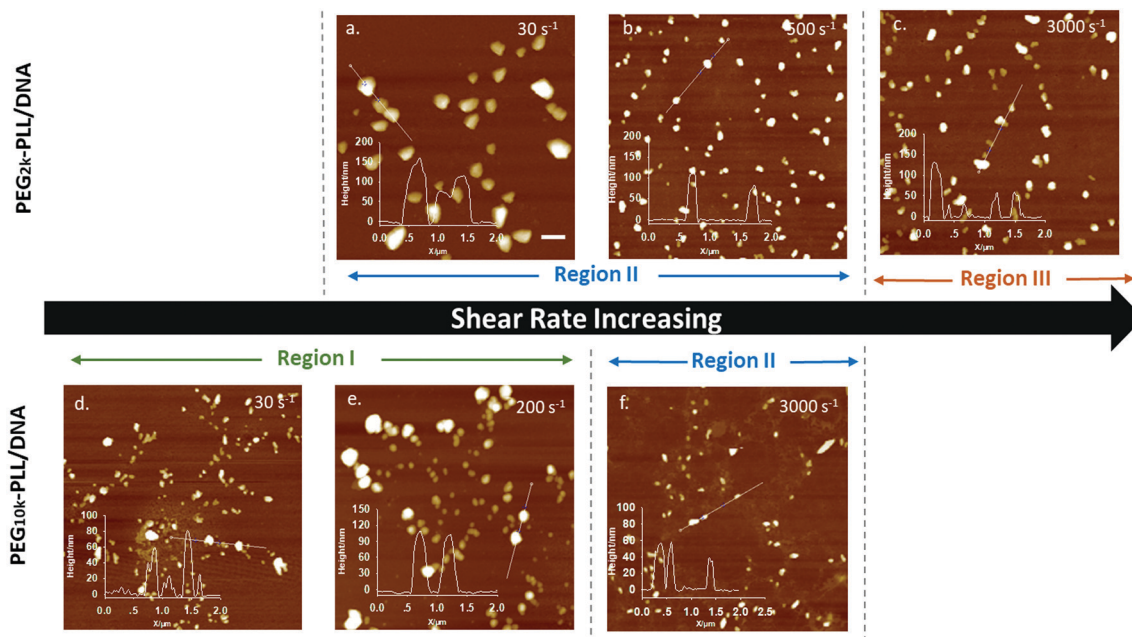 PEG2k-PLL/DNA
a.
30 s-1
Height/nm
200
150
100
50
0
0.0 .5 1.0 1.5 2.0
X/µm
b.
500 s-1
Height/nm
200
150
100
50
0
0.0 .5 1.0 1.5 2.0
X/µm
c.
3000 s-1
Height/nm
200
150
100
50
0
0.0 .5 1.0 1.5 2.0
X/µm
Region II
Region III
Shear Rate Increasing
Region I
Region II
PEG10k-PLL/DNA
d.
30 s-1
Height/nm
100
80
60
40
20
0
0.0 .5 1.0 1.5 2.0
X/µm
e.
200 s-1
Height/nm
150
120
90
60
30
0
0.0 .5 1.0 1.5 2.0
X/µm
f.
3000 s-1
Height/nm
100
80
60
40
20
0
0.0 .5 1.0 1.5 2.0 2.5
X/µm